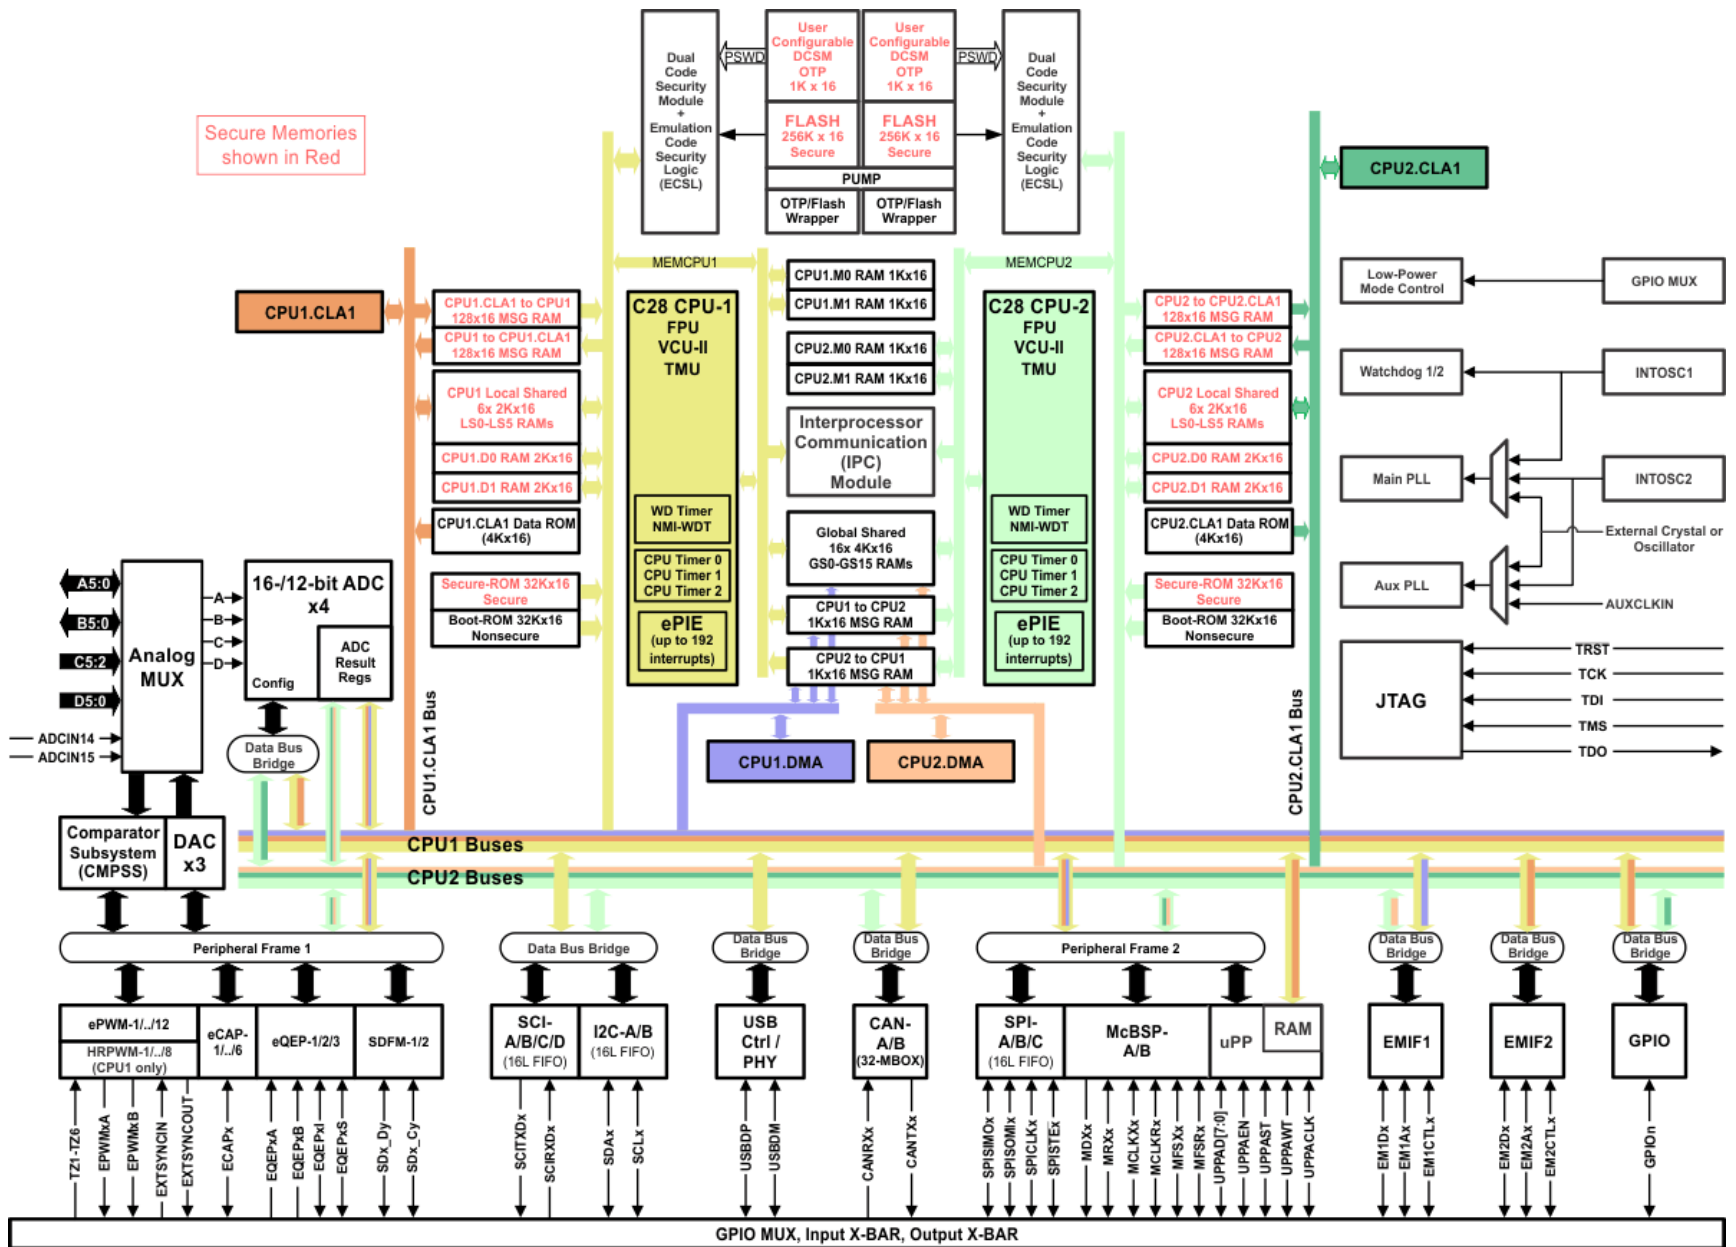 Secure Memories
shown in Red
Dual
Code
Security
Module
+
Emulation
Code
Security
Logic
(ECSL)
PSWD
User
Configurable
DCSM
OTP
1K x 16
FLASH
256K x 16
Secure
User
Configurable
DCSM
OTP
1K x 16
FLASH
256K x 16
Secure
PUMP
OTP/Flash
Wrapper
OTP/Flash
Wrapper
PSWD
Dual
Code
Security
Module
+
Emulation
Code
Security
Logic
(ECSL)
CPU2.CLA1
MEMCPU1
MEMCPU2
CPU1.CLA1
CPU1.CLA1 to CPU1
128x16 MSG RAM
CPU1 to CPU1.CLA1
128x16 MSG RAM
CPU1 Local Shared
6x 2Kx16
LS0-LS5 RAMs
CPU1.D0 RAM 2Kx16
CPU1.D1 RAM 2Kx16
CPU1.CLA1 Data ROM
(4Kx16)
Secure-ROM 32Kx16
Secure
Boot-ROM 32Kx16
Nonsecure
C28 CPU-1
FPU
VCU-II
TMU
WD Timer
NMI-WDT
CPU Timer 0
CPU Timer 1
CPU Timer 2
ePIE
(up to 192
interrupts)
CPU1.M0 RAM 1Kx16
CPU1.M1 RAM 1Kx16
CPU2.M0 RAM 1Kx16
CPU2.M1 RAM 1Kx16
Interprocessor
Communication
(IPC)
Module
Global Shared
16x 4Kx16
GS0-GS15 RAMs
CPU1 to CPU2
1Kx16 MSG RAM
CPU2 to CPU1
1Kx16 MSG RAM
C28 CPU-2
FPU
VCU-II
TMU
WD Timer
NMI-WDT
CPU Timer 0
CPU Timer 1
CPU Timer 2
ePIE
(up to 192
interrupts)
CPU2 to CPU2.CLA1
128x16 MSG RAM
CPU2.CLA1 to CPU2
128x16 MSG RAM
CPU2 Local Shared
6x 2Kx16
LS0-LS5 RAMs
CPU2.D0 RAM 2Kx16
CPU2.D1 RAM 2Kx16
CPU2.CLA1 Data ROM
(4Kx16)
Secure-ROM 32Kx16
Secure
Boot-ROM 32Kx16
Nonsecure
Low-Power
Mode Control
GPIO MUX
Watchdog 1/2
INTOSC1
Main PLL
INTOSC2
External Crystal or
Oscillator
Aux PLL
AUXCLKIN
JTAG
TRST
TCK
TDI
TMS
TDO
A5:0
B5:0
C5:2
D5:0
ADCIN14
ADCIN15
Analog
MUX
A
B
C
D
16-/12-bit ADC
x4
ADC
Result
Regs
Config
Data Bus
Bridge
CPU1.CLA1 Bus
CPU1.DMA
CPU2.DMA
CPU2.CLA1 Bus
Comparator
Subsystem
(CMPSS)
DAC
x3
CPU1 Buses
CPU2 Buses
Peripheral Frame 1
Data Bus Bridge
Data Bus
Bridge
Data Bus
Bridge
Peripheral Frame 2
Data Bus
Bridge
Data Bus
Bridge
Data Bus
Bridge
ePWM-1/../12
HRPWM-1/../8
(CPU1 only)
eCAP-
1/../6
eQEP-1/2/3
SDFM-1/2
SCI-
A/B/C/D
(16L FIFO)
I2C-A/B
(16L FIFO)
USB
Ctrl /
PHY
CAN-
A/B
(32-MBOX)
SPI-
A/B/C
(16L FIFO)
McBSP-
A/B
uPP
RAM
EMIF1
EMIF2
GPIO
TZ1-TZ6
EPWMxA
EPWMxB
EXTSYNCIN
EXTSYNCOUT
ECAPx
EQEPxA
EQEPxB
EQEPxI
EQEPxS
SDx_Dy
SDx_Cy
SCITXDx
SCIRXDx
SDAx
SCLx
USBDP
USBDM
CANRXx
CANTXx
SPISIMOx
SPISOMIx
SPICLKx
SPISTEx
MDXx
MRXx
MCLKXx
MCLKRx
MFSXx
MFSRx
UPPAD[7:0]
UPPAEN
UPPAST
UPPAWT
UPPACLK
EM1Dx
EM1Ax
EM1CTLx
EM2Dx
EM2Ax
EM2CTLx
GPIOn
GPIO MUX, Input X-BAR, Output X-BAR